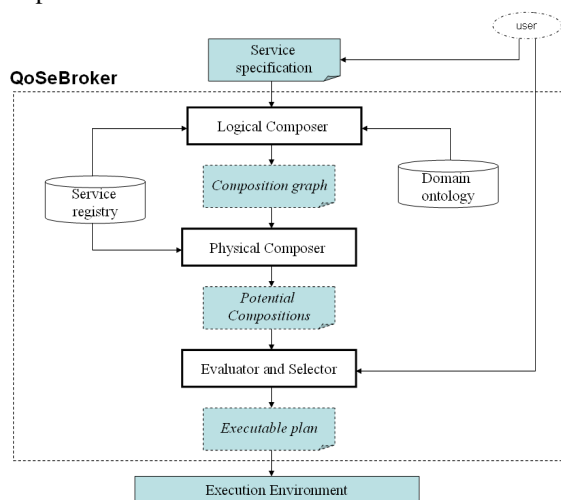 user
Service
specification
QoSeBroker
Logical Composer
Composition graph
Service
registry
Domain
ontology
Physical Composer
Potential
Compositions
Evaluator and Selector
Executable plan
Execution Environment